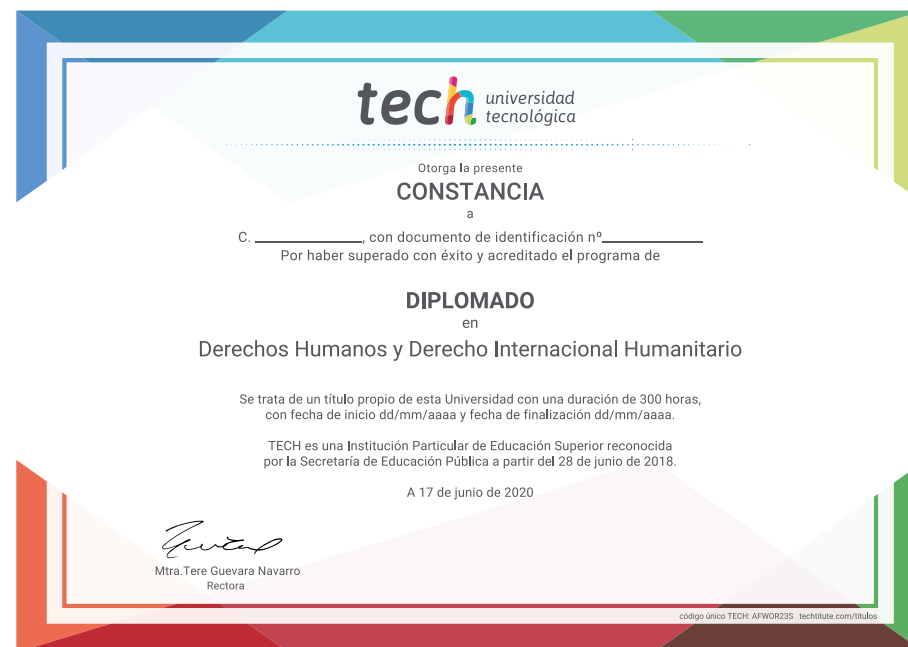 tech universidad
tecnológica
Otorga la presente
CONSTANCIA
a
C. ______________, con documento de identificación nº_____________
Por haber superado con éxito y acreditado el programa de
DIPLOMADO
en
Derechos Humanos y Derecho Internacional Humanitario
Se trata de un título propio de esta Universidad con una duración de 300 horas,
con fecha de inicio dd/mm/aaaa y fecha de finalización dd/mm/aaaa.
TECH es una Institución Particular de Educación Superior reconocida
por la Secretaría de Educación Pública a partir del 28 de junio de 2018.
A 17 de junio de 2020
Mtra.Tere Guevara Navarro
Rectora
código único TECH: AFWOR23S techtitute.com/titulos